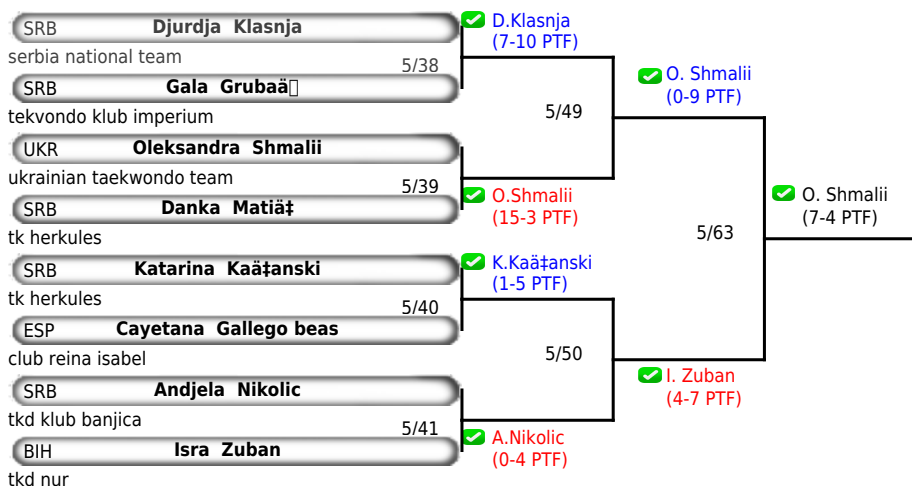 SRB Djurdja Klasnja
serbia national team
5/38
SRB Gala Grubaä▯
tekvondo klub imperium
UKR Oleksandra Shmalii
ukrainian taekwondo team
5/39
SRB Danka Matiä‡
tk herkules
SRB Katarina Kaä‡anski
tk herkules
5/40
ESP Cayetana Gallego beas
club reina isabel
SRB Andjela Nikolic
tkd klub banjica
5/41
BIH Isra Zuban
tkd nur
D.Klasnja
(7-10 PTF)
5/49
O.Shmalii
(15-3 PTF)
K.Kaä‡anski
(1-5 PTF)
5/50
A.Nikolic
(0-4 PTF)
O. Shmalii
(0-9 PTF)
5/63
I. Zuban
(4-7 PTF)
O. Shmalii
(7-4 PTF)